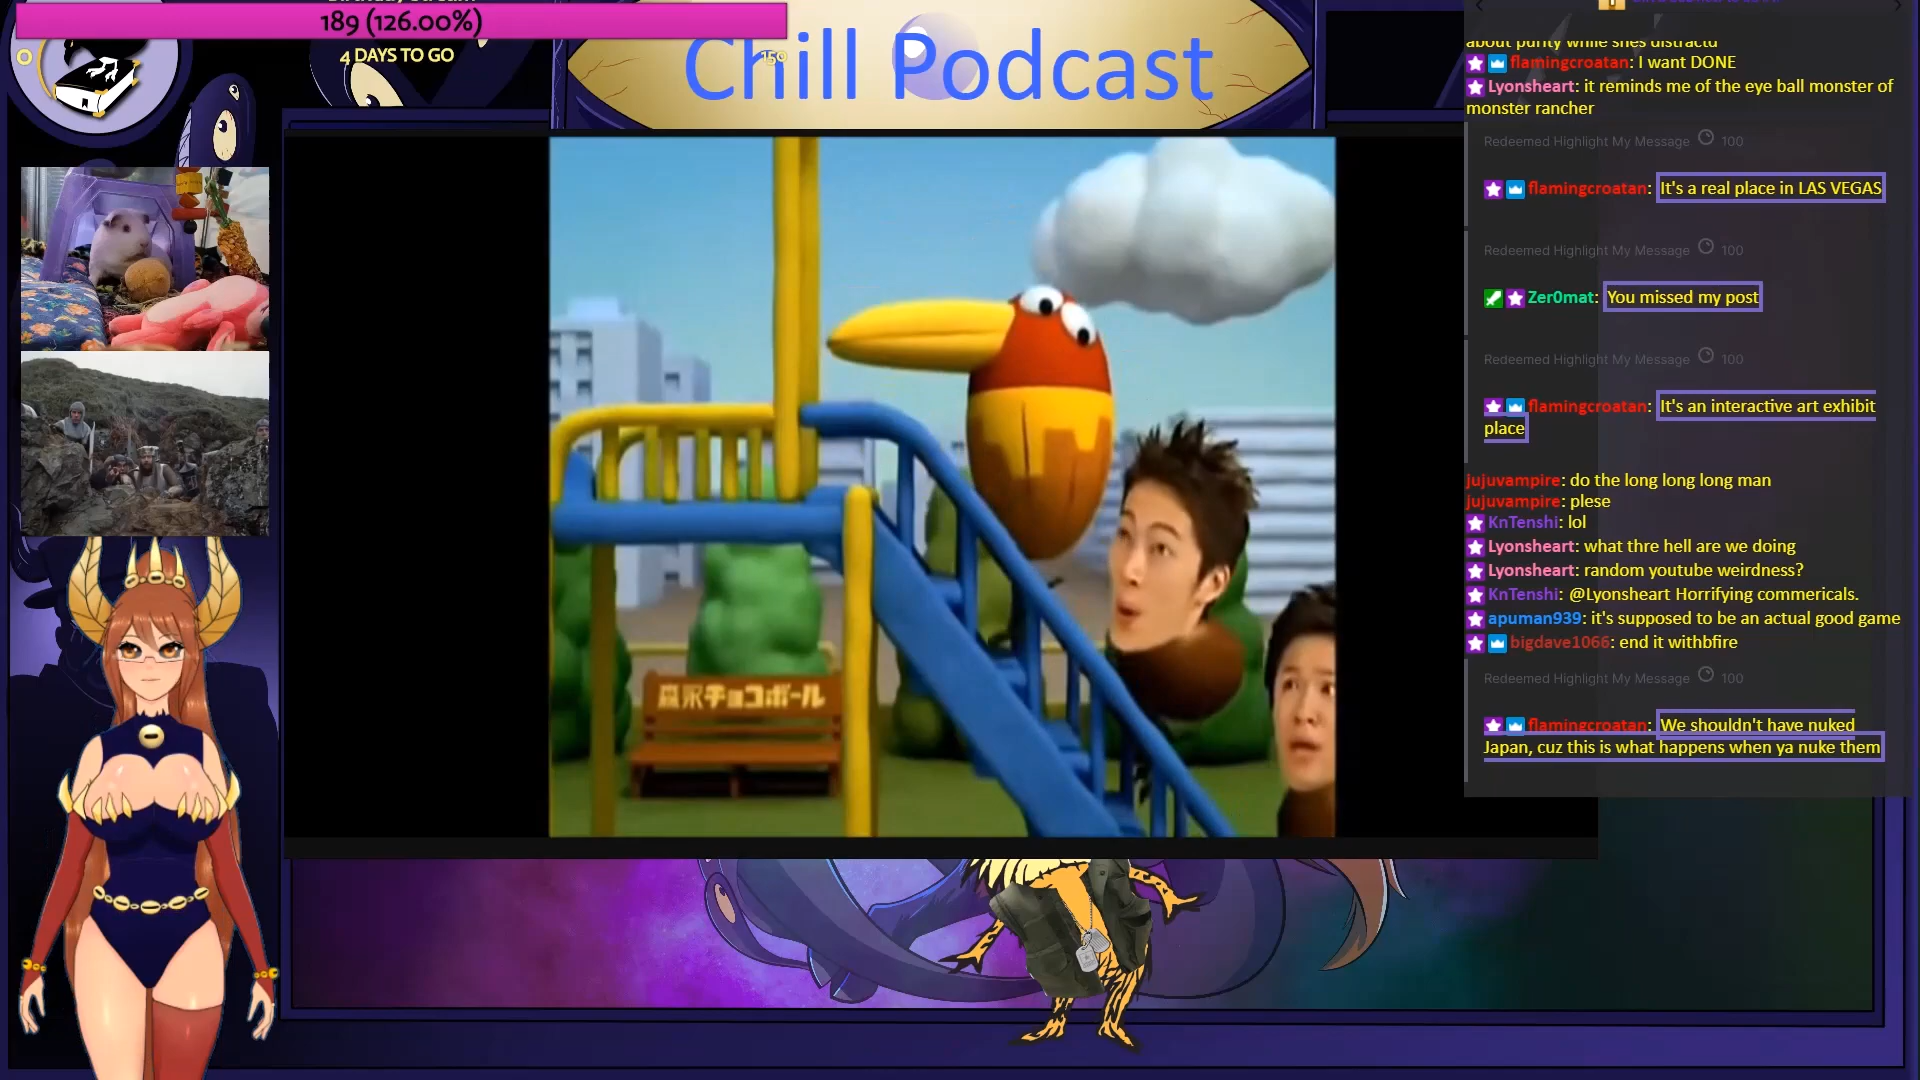 189 (126.00%)
4 DAYS TO GO
150
Chill Podcast
森永チョコボール
about purity while shes distractd
flamingcroatan: I want DONE
Lyonsheart: it reminds me of the eye ball monster of
monster rancher
Redeemed Highlight My Message 100
flamingcroatan: It's a real place in LAS VEGAS
Redeemed Highlight My Message 100
Zer0mat: You missed my post
Redeemed Highlight My Message 100
flamingcroatan: It's an interactive art exhibit
place
jujuvampire: do the long long long man
jujuvampire: plese
KnTenshi: lol
Lyonsheart: what thre hell are we doing
Lyonsheart: random youtube weirdness?
KnTenshi: @Lyonsheart Horrifying commericals.
apuman939: it's supposed to be an actual good game
bigdave1066: end it withbfire
Redeemed Highlight My Message 100
flamingcroatan: We shouldn't have nuked
Japan, cuz this is what happens when ya nuke them